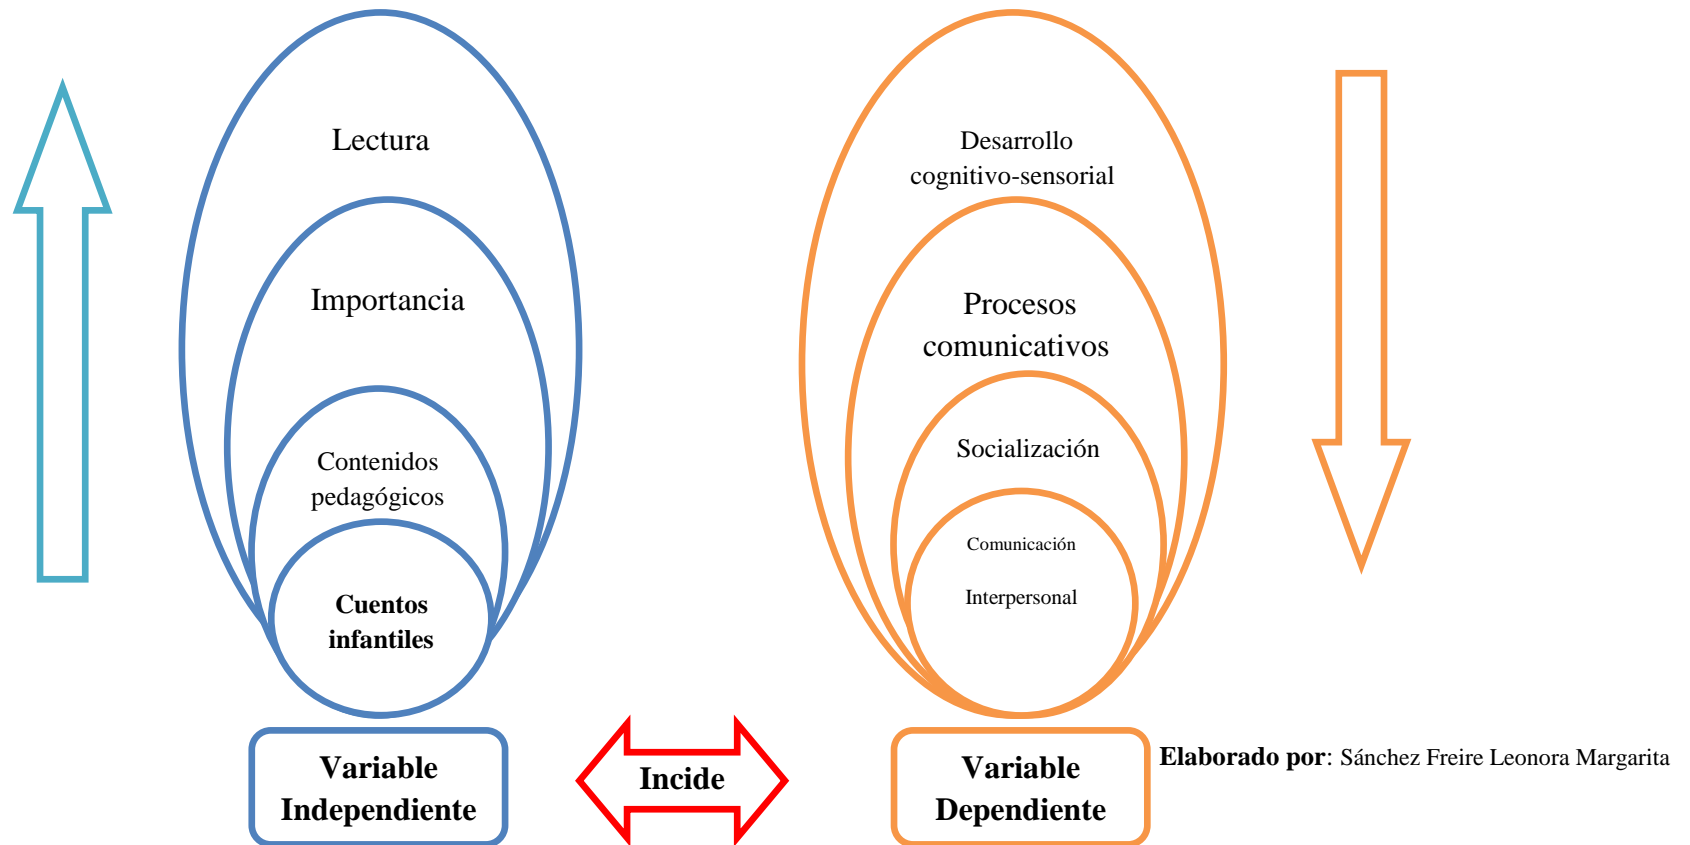 Lectura
Importancia
Contenidos
pedagógicos
Cuentos
infantiles
Variable
Independiente
Incide
Desarrollo
cognitivo-sensorial
Procesos
comunicativos
Socialización
Comunicación
Interpersonal
Variable
Dependiente
Elaborado por: Sánchez Freire Leonora Margarita